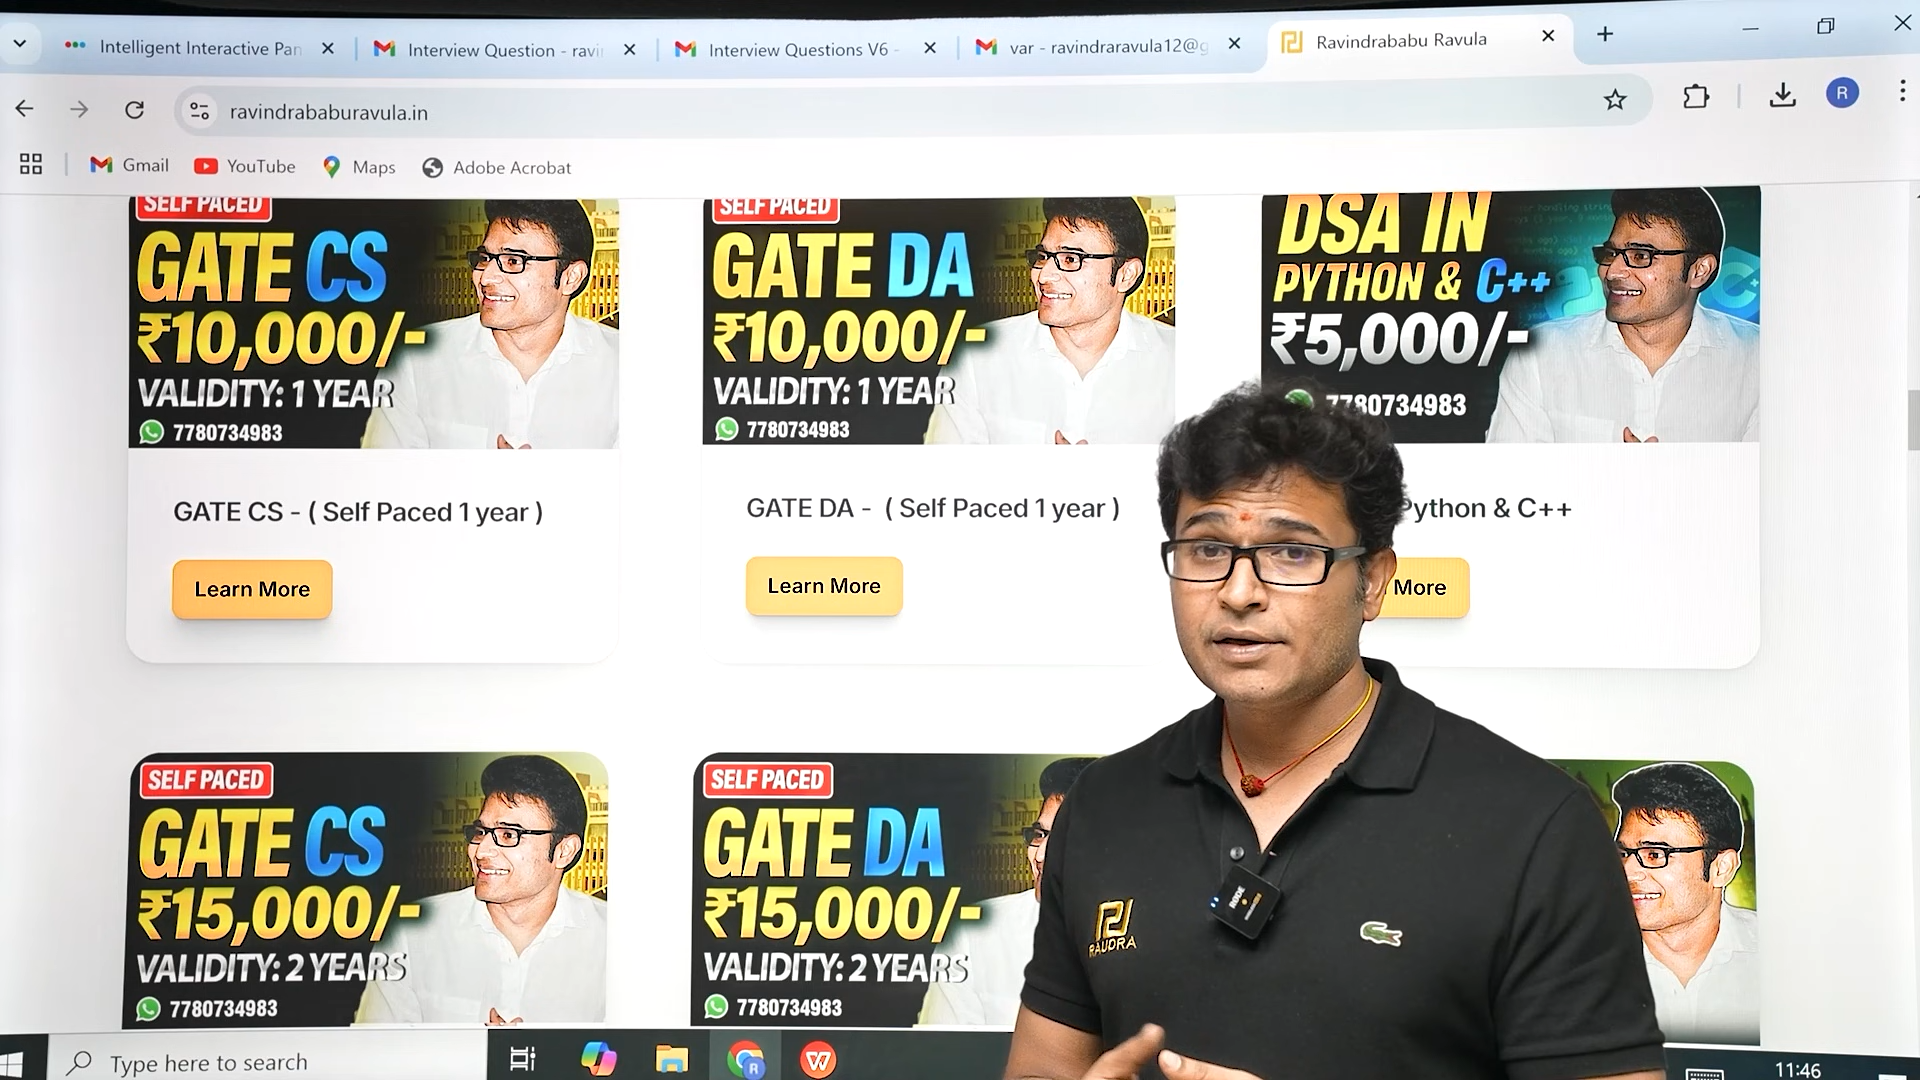 Intelligent Interactive Pan
Interview Question - ravi
Interview Questions V6 -
var - ravindraravula12@g
Ravindrababu Ravula
ravindrababuravula.in
R
Gmail
YouTube
Maps
Adobe Acrobat
SELF PACED
GATE CS
₹10,000/-
VALIDITY: 1 YEAR
7780734983
GATE CS - ( Self Paced 1 year )
Learn More
SELF PACED
GATE DA
₹10,000/-
VALIDITY: 1 YEAR
7780734983
GATE DA - ( Self Paced 1 year )
Learn More
DSA IN
PYTHON & C++
₹5,000/-
7780734983
Python & C++
More
SELF PACED
GATE CS
₹15,000/-
VALIDITY: 2 YEARS
7780734983
SELF PACED
GATE DA
₹15,000/-
VALIDITY: 2 YEARS
7780734983
RODE
RAUDRA
Type here to search
R
11:46